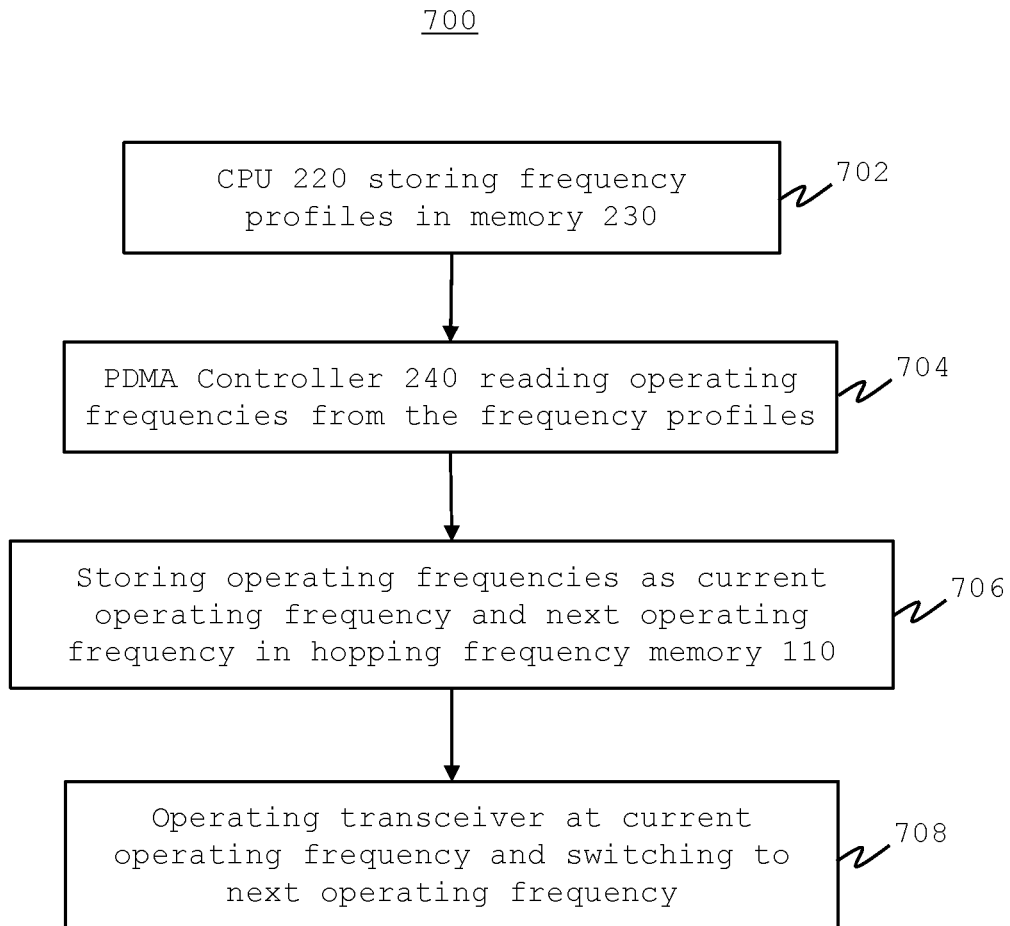 700
CPU 220 storing frequency
profiles in memory 230
702
PDMA Controller 240 reading operating
frequencies from the frequency profiles
704
Storing operating frequencies as current
operating frequency and next operating
frequency in hopping frequency memory 110
706
Operating transceiver at current
operating frequency and switching to
next operating frequency
708